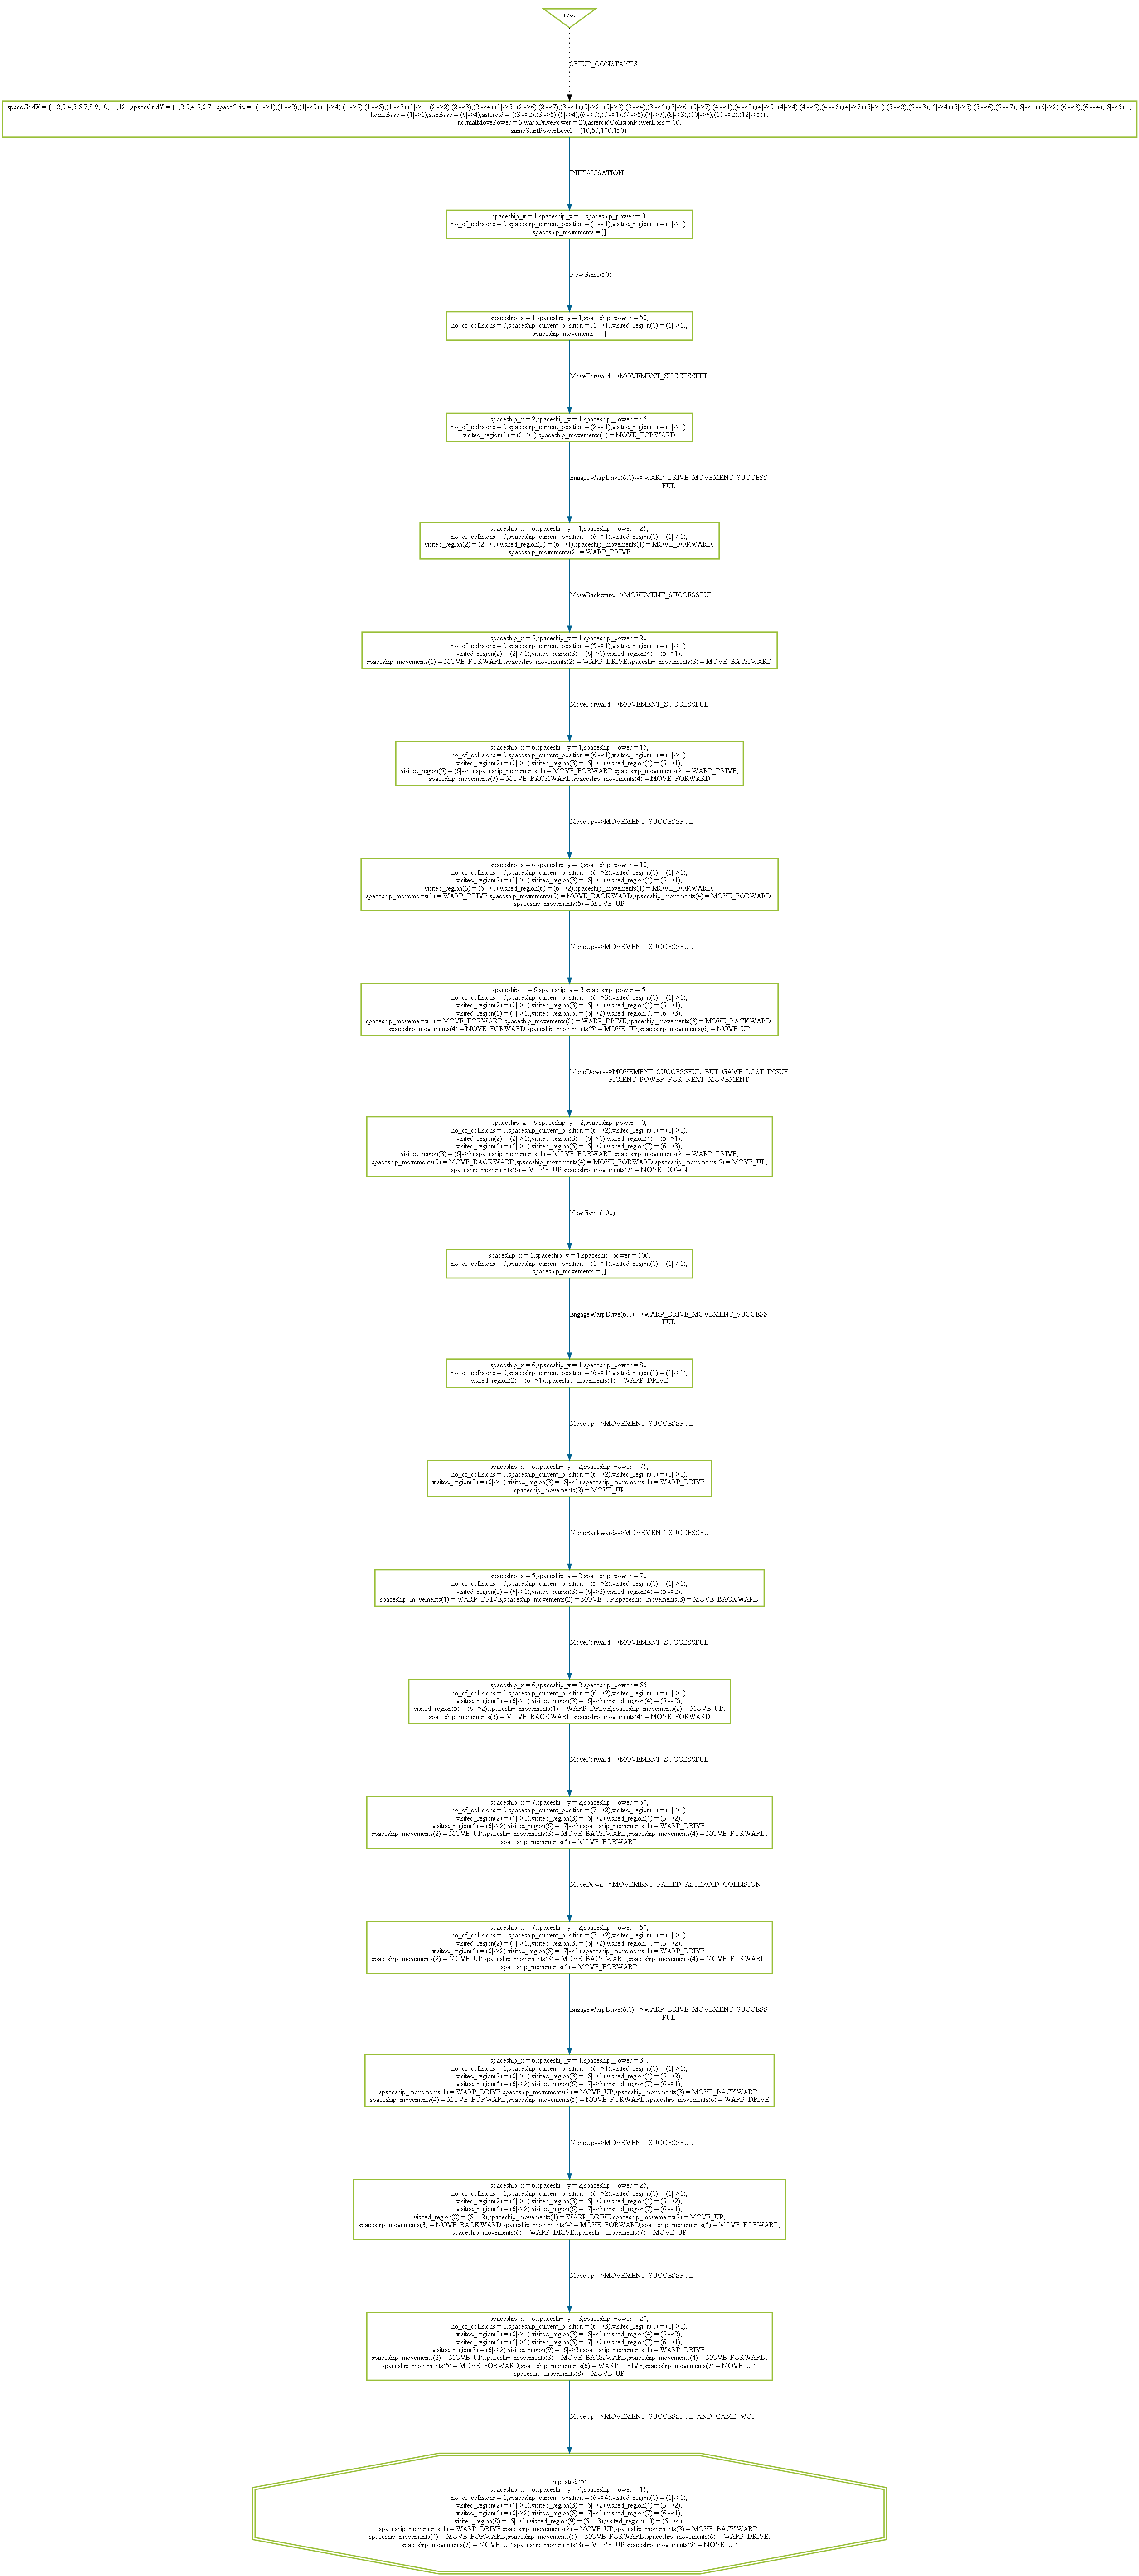 root
SETUP_CONSTANTS
spaceGridX = {1,2,3,4,5,6,7,8,9,10,11,12},spaceGridY = {1,2,3,4,5,6,7},spaceGrid = {(1|->1),(1|->2),(1|->3),(1|->4),(1|->5),(1|->6),(1|->7),(2|->1),(2|->2),(2|->3),(2|->4),(2|->5),(2|->6),(2|->7),(3|->1),(3|->2),(3|->3),(3|->4),(3|->5),(3|->6),(3|->7),(4|->1),(4|->2),(4|->3),(4|->4),(4|->5),(4|->6),(4|->7),(5|->1),(5|->2),(5|->3),(5|->4),(5|->5),(5|->6),(5|->7),(6|->1),(6|->2),(6|->3),(6|->4),(6|->5)...,
homeBase = (1|->1),starBase = (6|->4),asteroid = {(3|->2),(3|->5),(5|->4),(6|->7),(7|->1),(7|->5),(7|->7),(8|->3),(10|->6),(11|->2),(12|->5)},
normalMovePower = 5,warpDrivePower = 20,asteroidCollisionPowerLoss = 10,
gameStartPowerLevel = {10,50,100,150}
INITIALISATION
spaceship_x = 1,spaceship_y = 1,spaceship_power = 0,
no_of_collisions = 0,spaceship_current_position = (1|->1),visited_region(1) = (1|->1),
spaceship_movements = []
NewGame(50)
spaceship_x = 1,spaceship_y = 1,spaceship_power = 50,
no_of_collisions = 0,spaceship_current_position = (1|->1),visited_region(1) = (1|->1),
spaceship_movements = []
MoveForward-->MOVEMENT_SUCCESSFUL
spaceship_x = 2,spaceship_y = 1,spaceship_power = 45,
no_of_collisions = 0,spaceship_current_position = (2|->1),visited_region(1) = (1|->1),
visited_region(2) = (2|->1),spaceship_movements(1) = MOVE_FORWARD
EngageWarpDrive(6,1)-->WARP_DRIVE_MOVEMENT_SUCCESS
FUL
spaceship_x = 6,spaceship_y = 1,spaceship_power = 25,
no_of_collisions = 0,spaceship_current_position = (6|->1),visited_region(1) = (1|->1),
visited_region(2) = (2|->1),visited_region(3) = (6|->1),spaceship_movements(1) = MOVE_FORWARD,
spaceship_movements(2) = WARP_DRIVE
MoveBackward-->MOVEMENT_SUCCESSFUL
spaceship_x = 5,spaceship_y = 1,spaceship_power = 20,
no_of_collisions = 0,spaceship_current_position = (5|->1),visited_region(1) = (1|->1),
visited_region(2) = (2|->1),visited_region(3) = (6|->1),visited_region(4) = (5|->1),
spaceship_movements(1) = MOVE_FORWARD,spaceship_movements(2) = WARP_DRIVE,spaceship_movements(3) = MOVE_BACKWARD
MoveForward-->MOVEMENT_SUCCESSFUL
spaceship_x = 6,spaceship_y = 1,spaceship_power = 15,
no_of_collisions = 0,spaceship_current_position = (6|->1),visited_region(1) = (1|->1),
visited_region(2) = (2|->1),visited_region(3) = (6|->1),visited_region(4) = (5|->1),
visited_region(5) = (6|->1),spaceship_movements(1) = MOVE_FORWARD,spaceship_movements(2) = WARP_DRIVE,
spaceship_movements(3) = MOVE_BACKWARD,spaceship_movements(4) = MOVE_FORWARD
MoveUp-->MOVEMENT_SUCCESSFUL
spaceship_x = 6,spaceship_y = 2,spaceship_power = 10,
no_of_collisions = 0,spaceship_current_position = (6|->2),visited_region(1) = (1|->1),
visited_region(2) = (2|->1),visited_region(3) = (6|->1),visited_region(4) = (5|->1),
visited_region(5) = (6|->1),visited_region(6) = (6|->2),spaceship_movements(1) = MOVE_FORWARD,
spaceship_movements(2) = WARP_DRIVE,spaceship_movements(3) = MOVE_BACKWARD,spaceship_movements(4) = MOVE_FORWARD,
spaceship_movements(5) = MOVE_UP
MoveUp-->MOVEMENT_SUCCESSFUL
spaceship_x = 6,spaceship_y = 3,spaceship_power = 5,
no_of_collisions = 0,spaceship_current_position = (6|->3),visited_region(1) = (1|->1),
visited_region(2) = (2|->1),visited_region(3) = (6|->1),visited_region(4) = (5|->1),
visited_region(5) = (6|->1),visited_region(6) = (6|->2),visited_region(7) = (6|->3),
spaceship_movements(1) = MOVE_FORWARD,spaceship_movements(2) = WARP_DRIVE,spaceship_movements(3) = MOVE_BACKWARD,
spaceship_movements(4) = MOVE_FORWARD,spaceship_movements(5) = MOVE_UP,spaceship_movements(6) = MOVE_UP
MoveDown-->MOVEMENT_SUCCESSFUL_BUT_GAME_LOST_INSUF
FICIENT_POWER_FOR_NEXT_MOVEMENT
spaceship_x = 6,spaceship_y = 2,spaceship_power = 0,
no_of_collisions = 0,spaceship_current_position = (6|->2),visited_region(1) = (1|->1),
visited_region(2) = (2|->1),visited_region(3) = (6|->1),visited_region(4) = (5|->1),
visited_region(5) = (6|->1),visited_region(6) = (6|->2),visited_region(7) = (6|->3),
visited_region(8) = (6|->2),spaceship_movements(1) = MOVE_FORWARD,spaceship_movements(2) = WARP_DRIVE,
spaceship_movements(3) = MOVE_BACKWARD,spaceship_movements(4) = MOVE_FORWARD,spaceship_movements(5) = MOVE_UP,
spaceship_movements(6) = MOVE_UP,spaceship_movements(7) = MOVE_DOWN
NewGame(100)
spaceship_x = 1,spaceship_y = 1,spaceship_power = 100,
no_of_collisions = 0,spaceship_current_position = (1|->1),visited_region(1) = (1|->1),
spaceship_movements = []
EngageWarpDrive(6,1)-->WARP_DRIVE_MOVEMENT_SUCCESS
FUL
spaceship_x = 6,spaceship_y = 1,spaceship_power = 80,
no_of_collisions = 0,spaceship_current_position = (6|->1),visited_region(1) = (1|->1),
visited_region(2) = (6|->1),spaceship_movements(1) = WARP_DRIVE
MoveUp-->MOVEMENT_SUCCESSFUL
spaceship_x = 6,spaceship_y = 2,spaceship_power = 75,
no_of_collisions = 0,spaceship_current_position = (6|->2),visited_region(1) = (1|->1),
visited_region(2) = (6|->1),visited_region(3) = (6|->2),spaceship_movements(1) = WARP_DRIVE,
spaceship_movements(2) = MOVE_UP
MoveBackward-->MOVEMENT_SUCCESSFUL
spaceship_x = 5,spaceship_y = 2,spaceship_power = 70,
no_of_collisions = 0,spaceship_current_position = (5|->2),visited_region(1) = (1|->1),
visited_region(2) = (6|->1),visited_region(3) = (6|->2),visited_region(4) = (5|->2),
spaceship_movements(1) = WARP_DRIVE,spaceship_movements(2) = MOVE_UP,spaceship_movements(3) = MOVE_BACKWARD
MoveForward-->MOVEMENT_SUCCESSFUL
spaceship_x = 6,spaceship_y = 2,spaceship_power = 65,
no_of_collisions = 0,spaceship_current_position = (6|->2),visited_region(1) = (1|->1),
visited_region(2) = (6|->1),visited_region(3) = (6|->2),visited_region(4) = (5|->2),
visited_region(5) = (6|->2),spaceship_movements(1) = WARP_DRIVE,spaceship_movements(2) = MOVE_UP,
spaceship_movements(3) = MOVE_BACKWARD,spaceship_movements(4) = MOVE_FORWARD
MoveForward-->MOVEMENT_SUCCESSFUL
spaceship_x = 7,spaceship_y = 2,spaceship_power = 60,
no_of_collisions = 0,spaceship_current_position = (7|->2),visited_region(1) = (1|->1),
visited_region(2) = (6|->1),visited_region(3) = (6|->2),visited_region(4) = (5|->2),
visited_region(5) = (6|->2),visited_region(6) = (7|->2),spaceship_movements(1) = WARP_DRIVE,
spaceship_movements(2) = MOVE_UP,spaceship_movements(3) = MOVE_BACKWARD,spaceship_movements(4) = MOVE_FORWARD,
spaceship_movements(5) = MOVE_FORWARD
MoveDown-->MOVEMENT_FAILED_ASTEROID_COLLISION
spaceship_x = 7,spaceship_y = 2,spaceship_power = 50,
no_of_collisions = 1,spaceship_current_position = (7|->2),visited_region(1) = (1|->1),
visited_region(2) = (6|->1),visited_region(3) = (6|->2),visited_region(4) = (5|->2),
visited_region(5) = (6|->2),visited_region(6) = (7|->2),spaceship_movements(1) = WARP_DRIVE,
spaceship_movements(2) = MOVE_UP,spaceship_movements(3) = MOVE_BACKWARD,spaceship_movements(4) = MOVE_FORWARD,
spaceship_movements(5) = MOVE_FORWARD
EngageWarpDrive(6,1)-->WARP_DRIVE_MOVEMENT_SUCCESS
FUL
spaceship_x = 6,spaceship_y = 1,spaceship_power = 30,
no_of_collisions = 1,spaceship_current_position = (6|->1),visited_region(1) = (1|->1),
visited_region(2) = (6|->1),visited_region(3) = (6|->2),visited_region(4) = (5|->2),
visited_region(5) = (6|->2),visited_region(6) = (7|->2),visited_region(7) = (6|->1),
spaceship_movements(1) = WARP_DRIVE,spaceship_movements(2) = MOVE_UP,spaceship_movements(3) = MOVE_BACKWARD,
spaceship_movements(4) = MOVE_FORWARD,spaceship_movements(5) = MOVE_FORWARD,spaceship_movements(6) = WARP_DRIVE
MoveUp-->MOVEMENT_SUCCESSFUL
spaceship_x = 6,spaceship_y = 2,spaceship_power = 25,
no_of_collisions = 1,spaceship_current_position = (6|->2),visited_region(1) = (1|->1),
visited_region(2) = (6|->1),visited_region(3) = (6|->2),visited_region(4) = (5|->2),
visited_region(5) = (6|->2),visited_region(6) = (7|->2),visited_region(7) = (6|->1),
visited_region(8) = (6|->2),spaceship_movements(1) = WARP_DRIVE,spaceship_movements(2) = MOVE_UP,
spaceship_movements(3) = MOVE_BACKWARD,spaceship_movements(4) = MOVE_FORWARD,spaceship_movements(5) = MOVE_FORWARD,
spaceship_movements(6) = WARP_DRIVE,spaceship_movements(7) = MOVE_UP
MoveUp-->MOVEMENT_SUCCESSFUL
spaceship_x = 6,spaceship_y = 3,spaceship_power = 20,
no_of_collisions = 1,spaceship_current_position = (6|->3),visited_region(1) = (1|->1),
visited_region(2) = (6|->1),visited_region(3) = (6|->2),visited_region(4) = (5|->2),
visited_region(5) = (6|->2),visited_region(6) = (7|->2),visited_region(7) = (6|->1),
visited_region(8) = (6|->2),visited_region(9) = (6|->3),spaceship_movements(1) = WARP_DRIVE,
spaceship_movements(2) = MOVE_UP,spaceship_movements(3) = MOVE_BACKWARD,spaceship_movements(4) = MOVE_FORWARD,
spaceship_movements(5) = MOVE_FORWARD,spaceship_movements(6) = WARP_DRIVE,spaceship_movements(7) = MOVE_UP,
spaceship_movements(8) = MOVE_UP
MoveUp-->MOVEMENT_SUCCESSFUL_AND_GAME_WON
repeated (5)
spaceship_x = 6,spaceship_y = 4,spaceship_power = 15,
no_of_collisions = 1,spaceship_current_position = (6|->4),visited_region(1) = (1|->1),
visited_region(2) = (6|->1),visited_region(3) = (6|->2),visited_region(4) = (5|->2),
visited_region(5) = (6|->2),visited_region(6) = (7|->2),visited_region(7) = (6|->1),
visited_region(8) = (6|->2),visited_region(9) = (6|->3),visited_region(10) = (6|->4),
spaceship_movements(1) = WARP_DRIVE,spaceship_movements(2) = MOVE_UP,spaceship_movements(3) = MOVE_BACKWARD,
spaceship_movements(4) = MOVE_FORWARD,spaceship_movements(5) = MOVE_FORWARD,spaceship_movements(6) = WARP_DRIVE,
spaceship_movements(7) = MOVE_UP,spaceship_movements(8) = MOVE_UP,spaceship_movements(9) = MOVE_UP